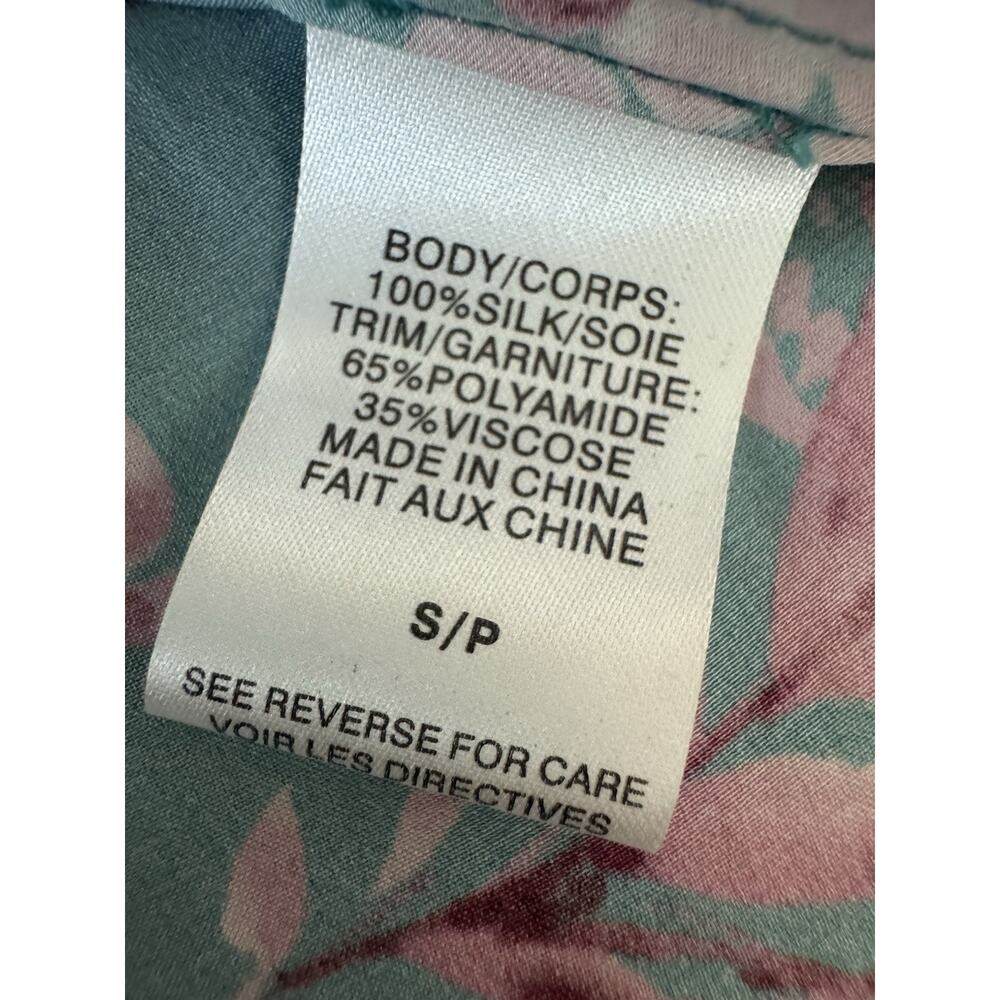 BODY/CORPS:
100%SILK/SOIE
TRIM/GARNITURE:
65%POLYAMIDE
35%VISCOSE
MADE IN CHINA
FAIT AUX CHINE
S/P
SEE REVERSE FOR CARE
VOIR LES DIRECTIVES